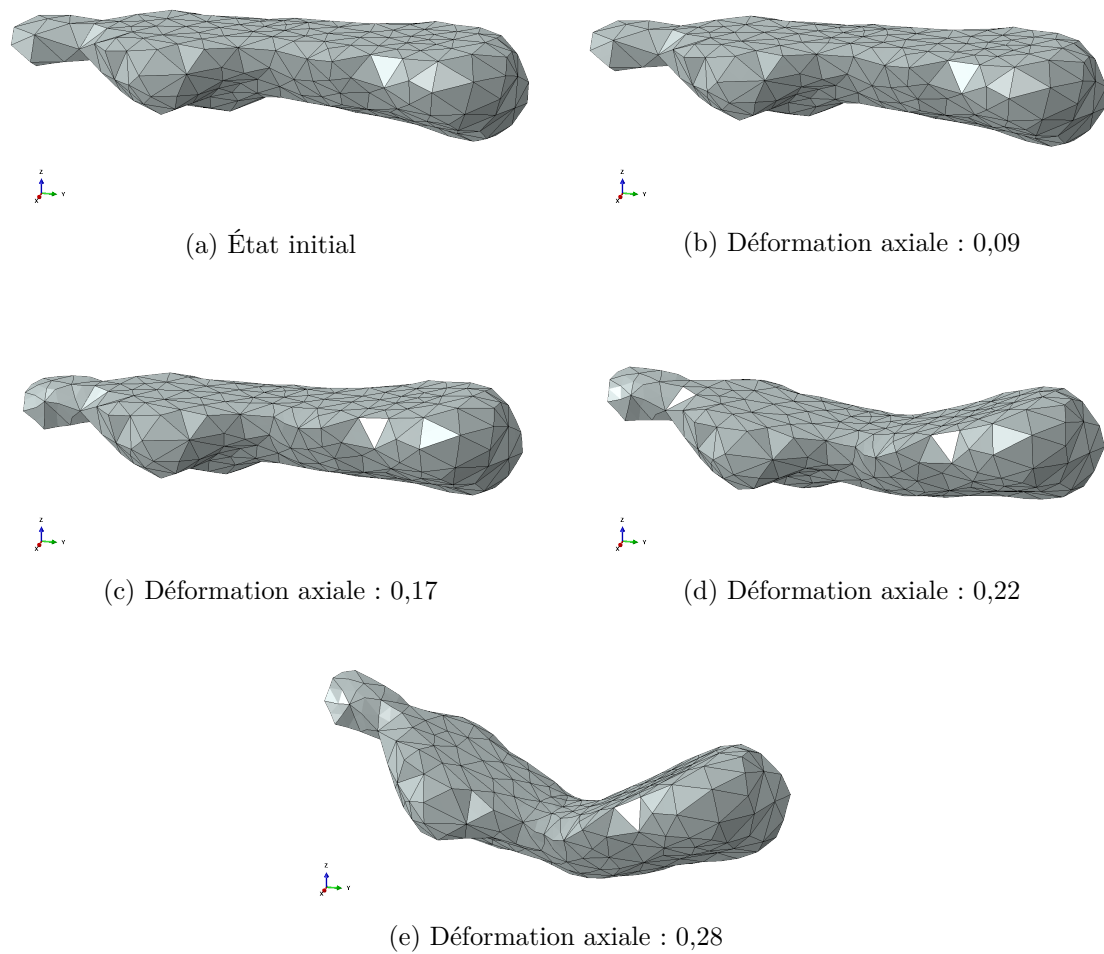 Z
Y
X
Z
Y
X
(a) État initial
(b) Déformation axiale : 0,09
Z
Y
X
Z
Y
X
(c) Déformation axiale : 0,17
(d) Déformation axiale : 0,22
Z
Y
X
(e) Déformation axiale : 0,28